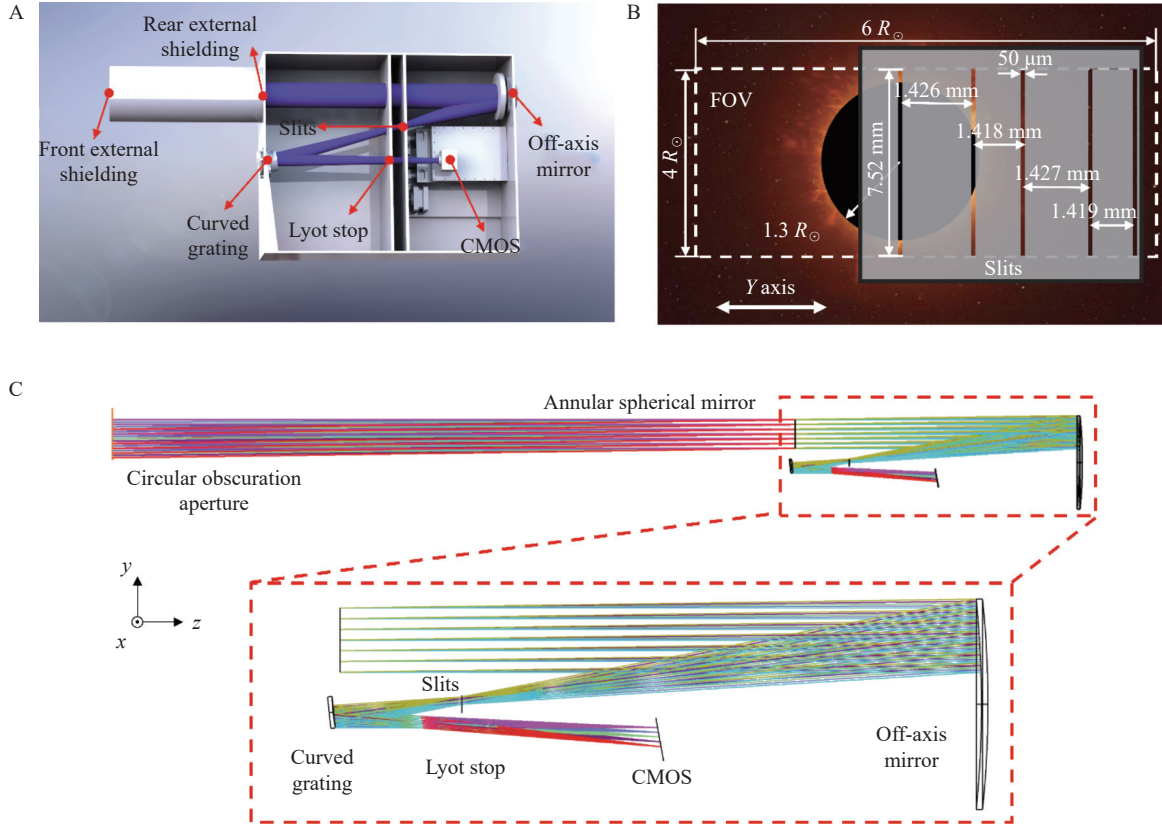 A
Rear external
shielding
Slits
Front external
shielding
Off-axis
mirror
Curved
grating
Lyot stop
CMOS
B
6 R☉
50 μm
FOV
1.426 mm
1.418 mm
4 R☉
7.52 mm
1.427 mm
1.419 mm
1.3 R☉
Slits
Y axis
C
Annular spherical mirror
Circular obscuration
aperture
y
x
z
Slits
Curved
grating
Lyot stop
CMOS
Off-axis
mirror